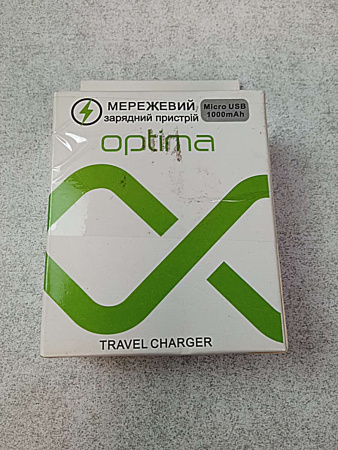 МЕРЕЖЕВИЙ
зарядний пристрій
Micro USB
1000mAh
optima
TRAVEL CHARGER